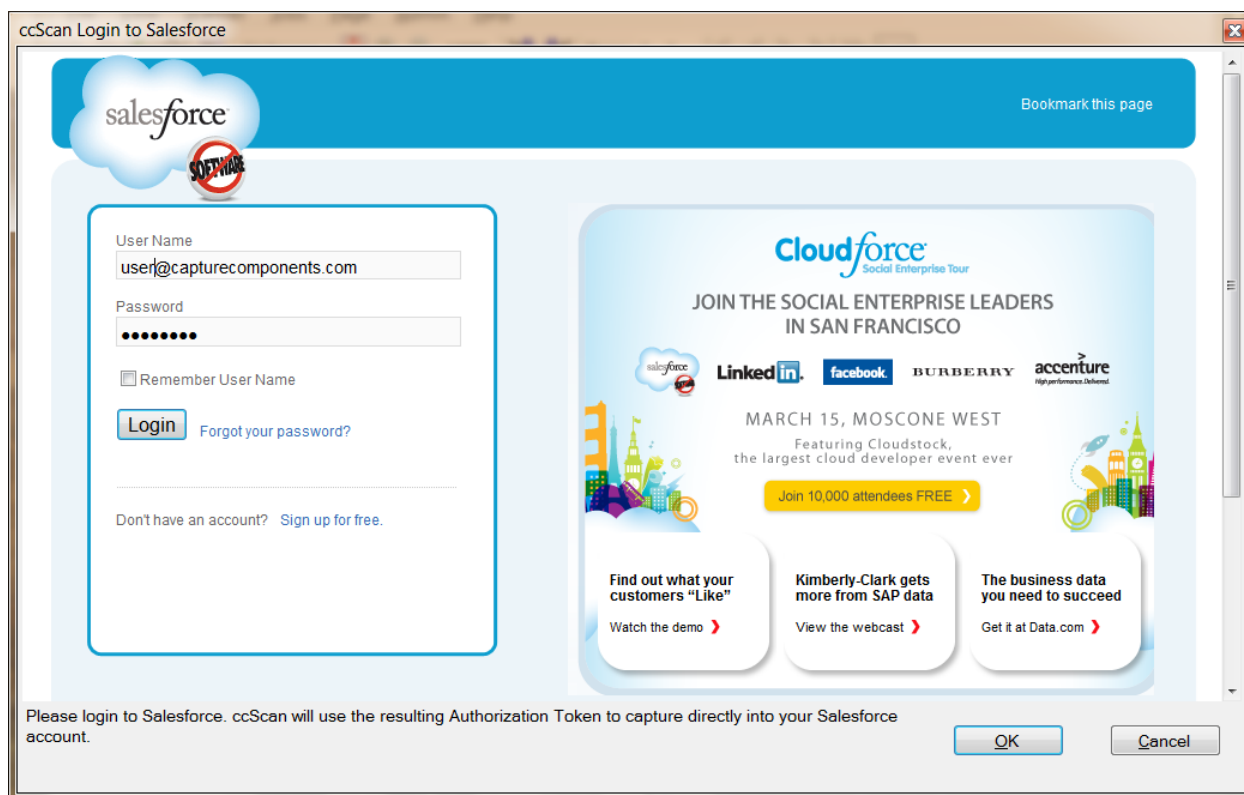 ccScan Login to Salesforce
salesforce
SOFTWARE
Bookmark this page
User Name
user@capturecomponents.com
Password
••••••••
Remember User Name
Login
Forgot your password?
Don't have an account? Sign up for free.
Cloudforce
Social Enterprise Tour
JOIN THE SOCIAL ENTERPRISE LEADERS
IN SAN FRANCISCO
salesforce
Linked in.
facebook.
BURBERRY
accenture
High performance. Delivered.
MARCH 15, MOSCONE WEST
Featuring Cloudstock,
the largest cloud developer event ever
Join 10,000 attendees FREE
Find out what your
customers “Like”
Watch the demo
Kimberly-Clark gets
more from SAP data
View the webcast
The business data
you need to succeed
Get it at Data.com
Please login to Salesforce. ccScan will use the resulting Authorization Token to capture directly into your Salesforce
account.
OK
Cancel